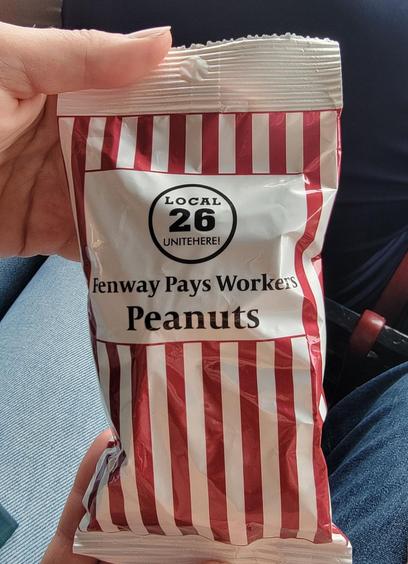 LOCAL
26
UNITEHERE!
Fenway Pays Workers
Peanuts